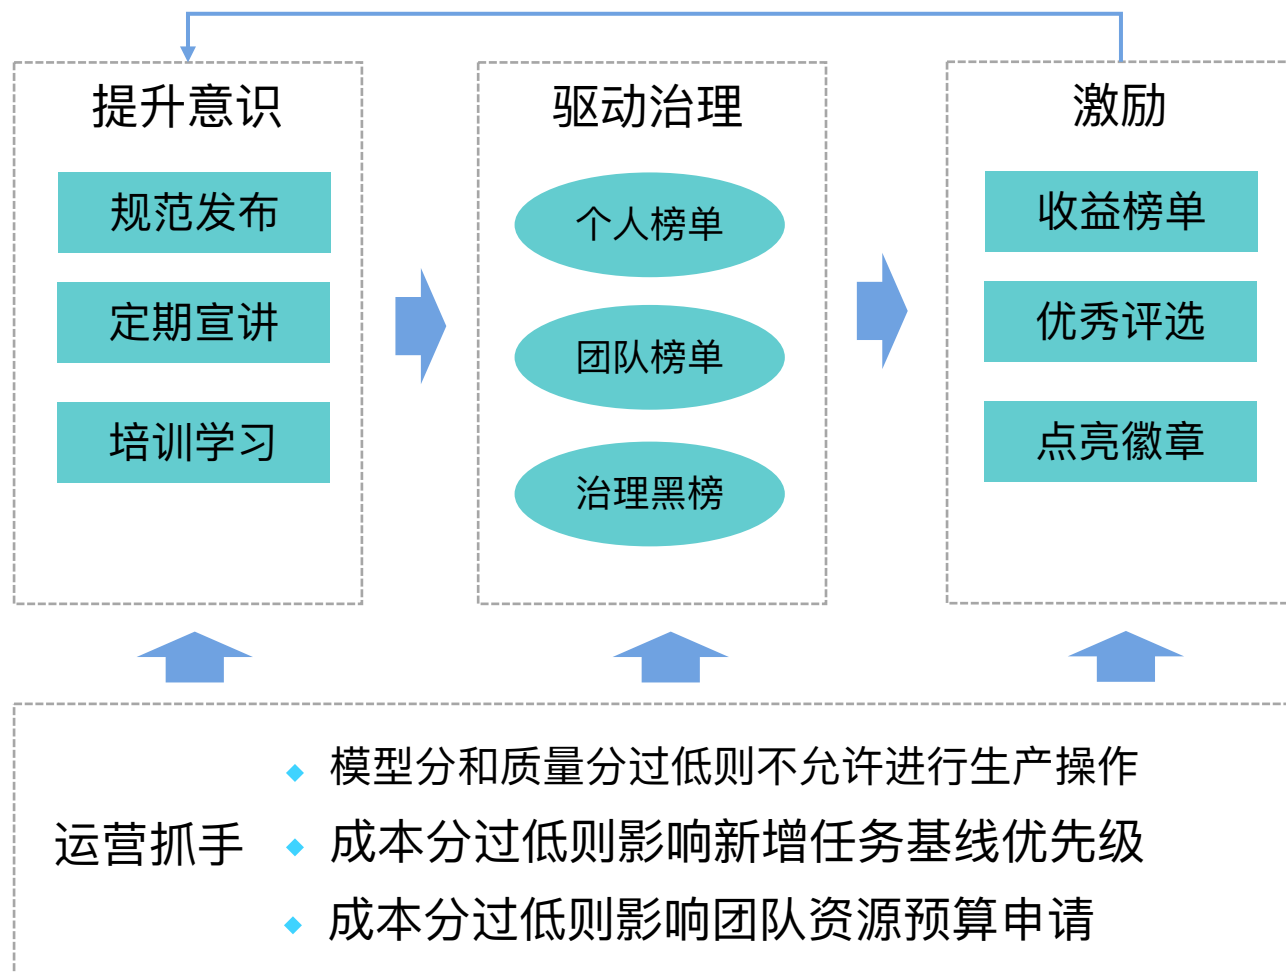 提升意识
规范发布
定期宣讲
培训学习
驱动治理
个人榜单
团队榜单
治理黑榜
激励
收益榜单
优秀评选
点亮徽章
运营抓手
模型分和质量分过低则不允许进行生产操作
成本分过低则影响新增任务基线优先级
成本分过低则影响团队资源预算申请